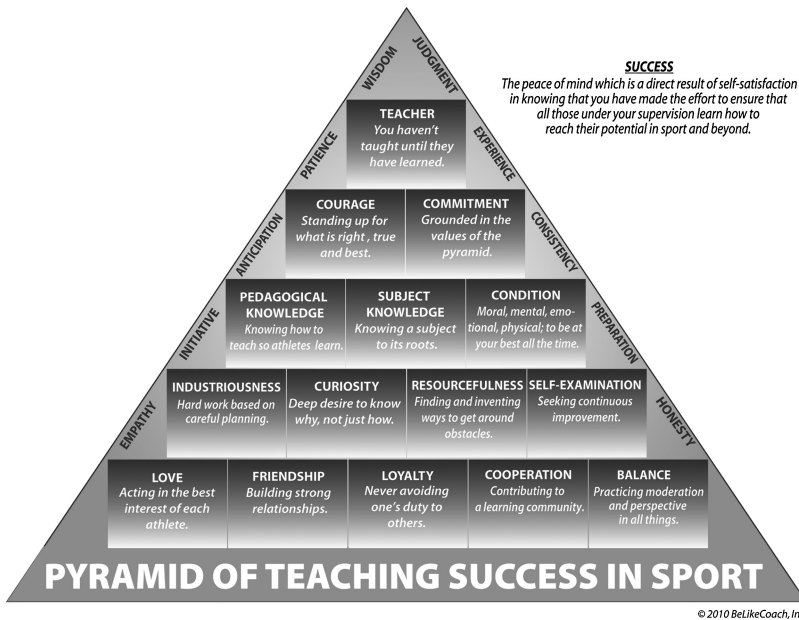 WISDOM
JUDGMENT
SUCCESS
The peace of mind which is a direct result of self-satisfaction
in knowing that you have made the effort to ensure that
all those under your supervision learn how to
reach their potential in sport and beyond.
PATIENCE
TEACHER
You haven't
taught until they
have learned.
EXPERIENCE
ANTICIPATION
COURAGE
Standing up for
what is right , true
and best.
COMMITMENT
Grounded in the
values of the
pyramid.
CONSISTENCY
INITIATIVE
PEDAGOGICAL
KNOWLEDGE
Knowing how to
teach so athletes learn.
SUBJECT
KNOWLEDGE
Knowing a subject
to its roots.
CONDITION
Moral, mental, emo-
tional, physical; to be at
your best all the time.
PREPARATION
EMPATHY
INDUSTRIOUSNESS
Hard work based on
careful planning.
CURIOSITY
Deep desire to know
why, not just how.
RESOURCEFULNESS
Finding and inventing
ways to get around
obstacles.
SELF-EXAMINATION
Seeking continuous
improvement.
HONESTY
LOVE
Acting in the best
interest of each
athlete.
FRIENDSHIP
Building strong
relationships.
LOYALTY
Never avoiding
one's duty to
others.
COOPERATION
Contributing to
a learning community.
BALANCE
Practicing moderation
and perspective
in all things.
PYRAMID OF TEACHING SUCCESS IN SPORT
© 2010 BeLikeCoach, In